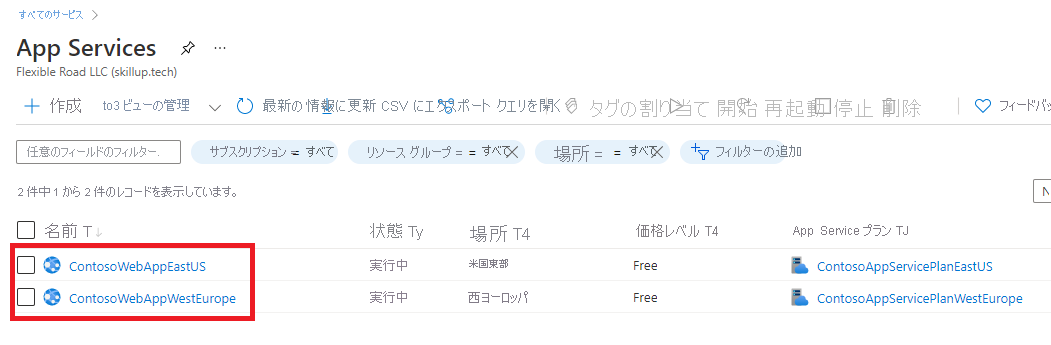 すべてのサービス >
App Services ...
Flexible Road LLC (skillup.tech)
+ 作成 to3 ビューの管理 最新の情報に更新 CSV にエクスポート クエリを開く タグの割り当て 開始 再起動 停止 削除 フィードバッ
任意のフィールドのフィルター. サブスクリプション = すべて リソース グループ = = すべて 場所 = = すべて フィルターの追加
2 件中 1 から 2 件のレコードを表示しています。 N
名前 T↓ 状態 Ty 場所 T4 価格レベル T4 App Service プラン TJ
ContosoWebAppEastUS 実行中 米国東部 Free ContosoAppServicePlanEastUS
ContosoWebAppWestEurope 実行中 西ヨーロッパ Free ContosoAppServicePlanWestEurope